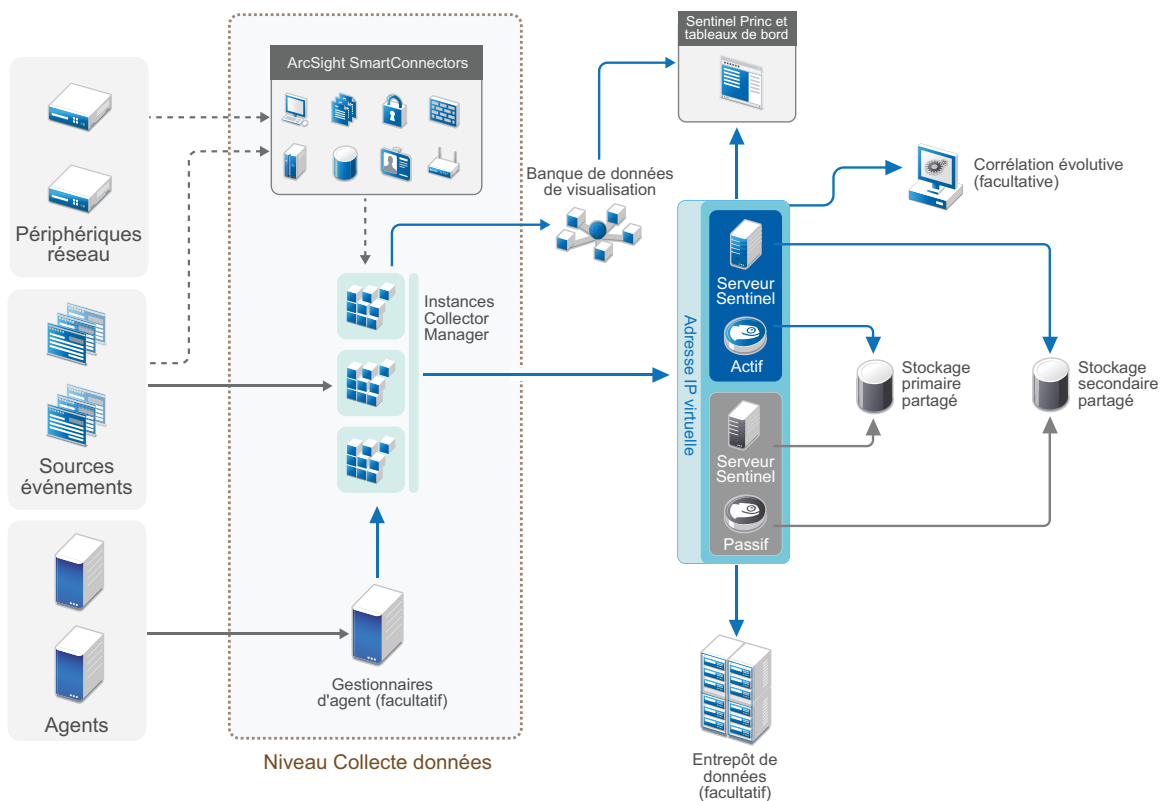 Sentinel Princ et
tableaux de bord
ArcSight SmartConnectors
Périphériques
réseau
Banque de données
de visualisation
Corrélation évolutive
(facultative)
Instances
Collector
Manager
Adresse IP virtuelle
Serveur
Sentinel
Actif
Serveur
Sentinel
Passif
Stockage
primaire
partagé
Stockage
secondaire
partagé
Sources
événements
Agents
Gestionnaires
d'agent (facultatif)
Niveau Collecte données
Entrepôt de
données
(facultatif)